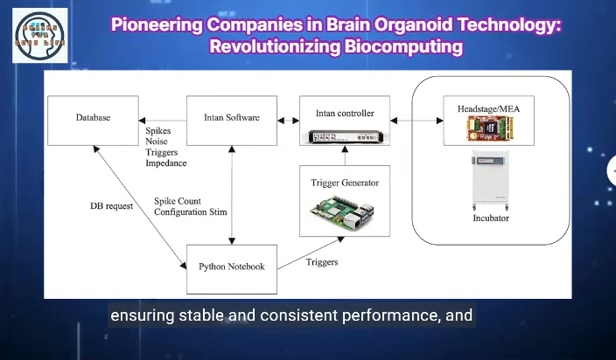 Pioneering Companies in Brain Organoid Technology:
Revolutionizing Biocomputing
Database
Intan Software
Intan controller
Headstage/MEA
Spikes
Noise
Triggers
Impedance
Trigger Generator
Incubator
DB request
Spike Count
Configuration Stim
Python Notebook
Triggers
ensuring stable and consistent performance, and